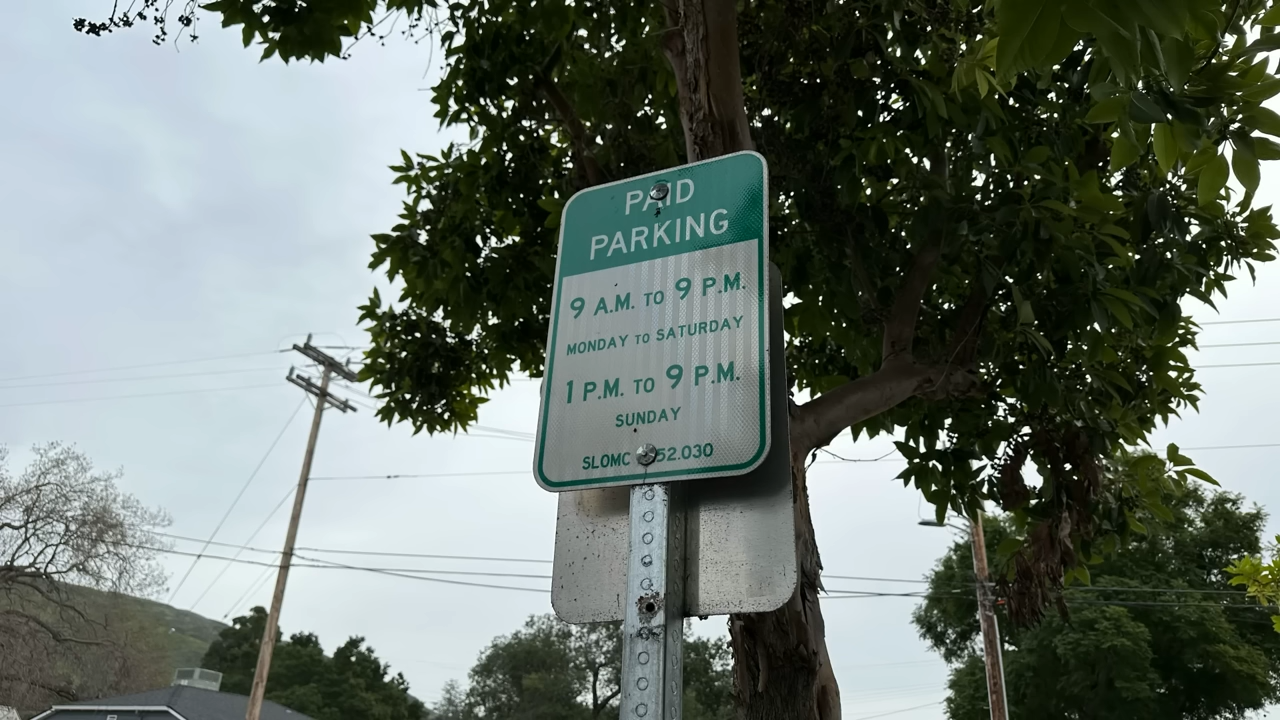 PAID
PARKING
9 A.M. TO 9 P.M.
MONDAY TO SATURDAY
1 P.M. TO 9 P.M.
SUNDAY
SLOMC 52.030